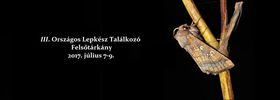 III. Országos Lepkész Találkozó
Felsőtárkány
2017. július 7-9.